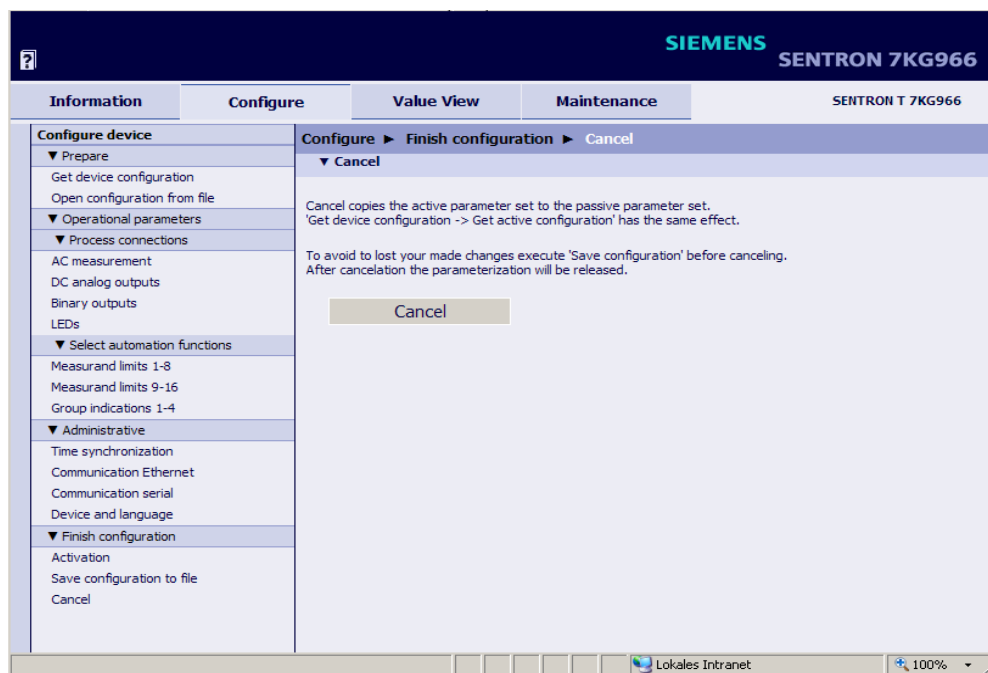 ?
SIEMENS
SENTRON 7KG966
Information
Configure
Value View
Maintenance
SENTRON T 7KG966
Configure device
▼ Prepare
Get device configuration
Open configuration from file
▼ Operational parameters
▼ Process connections
AC measurement
DC analog outputs
Binary outputs
LEDs
▼ Select automation functions
Measurand limits 1-8
Measurand limits 9-16
Group indications 1-4
▼ Administrative
Time synchronization
Communication Ethernet
Communication serial
Device and language
▼ Finish configuration
Activation
Save configuration to file
Cancel
Configure ► Finish configuration ► Cancel
▼ Cancel
Cancel copies the active parameter set to the passive parameter set.
'Get device configuration -> Get active configuration' has the same effect.
To avoid to lost your made changes execute 'Save configuration' before canceling.
After cancelation the parameterization will be released.
Cancel
Lokales Intranet
100%